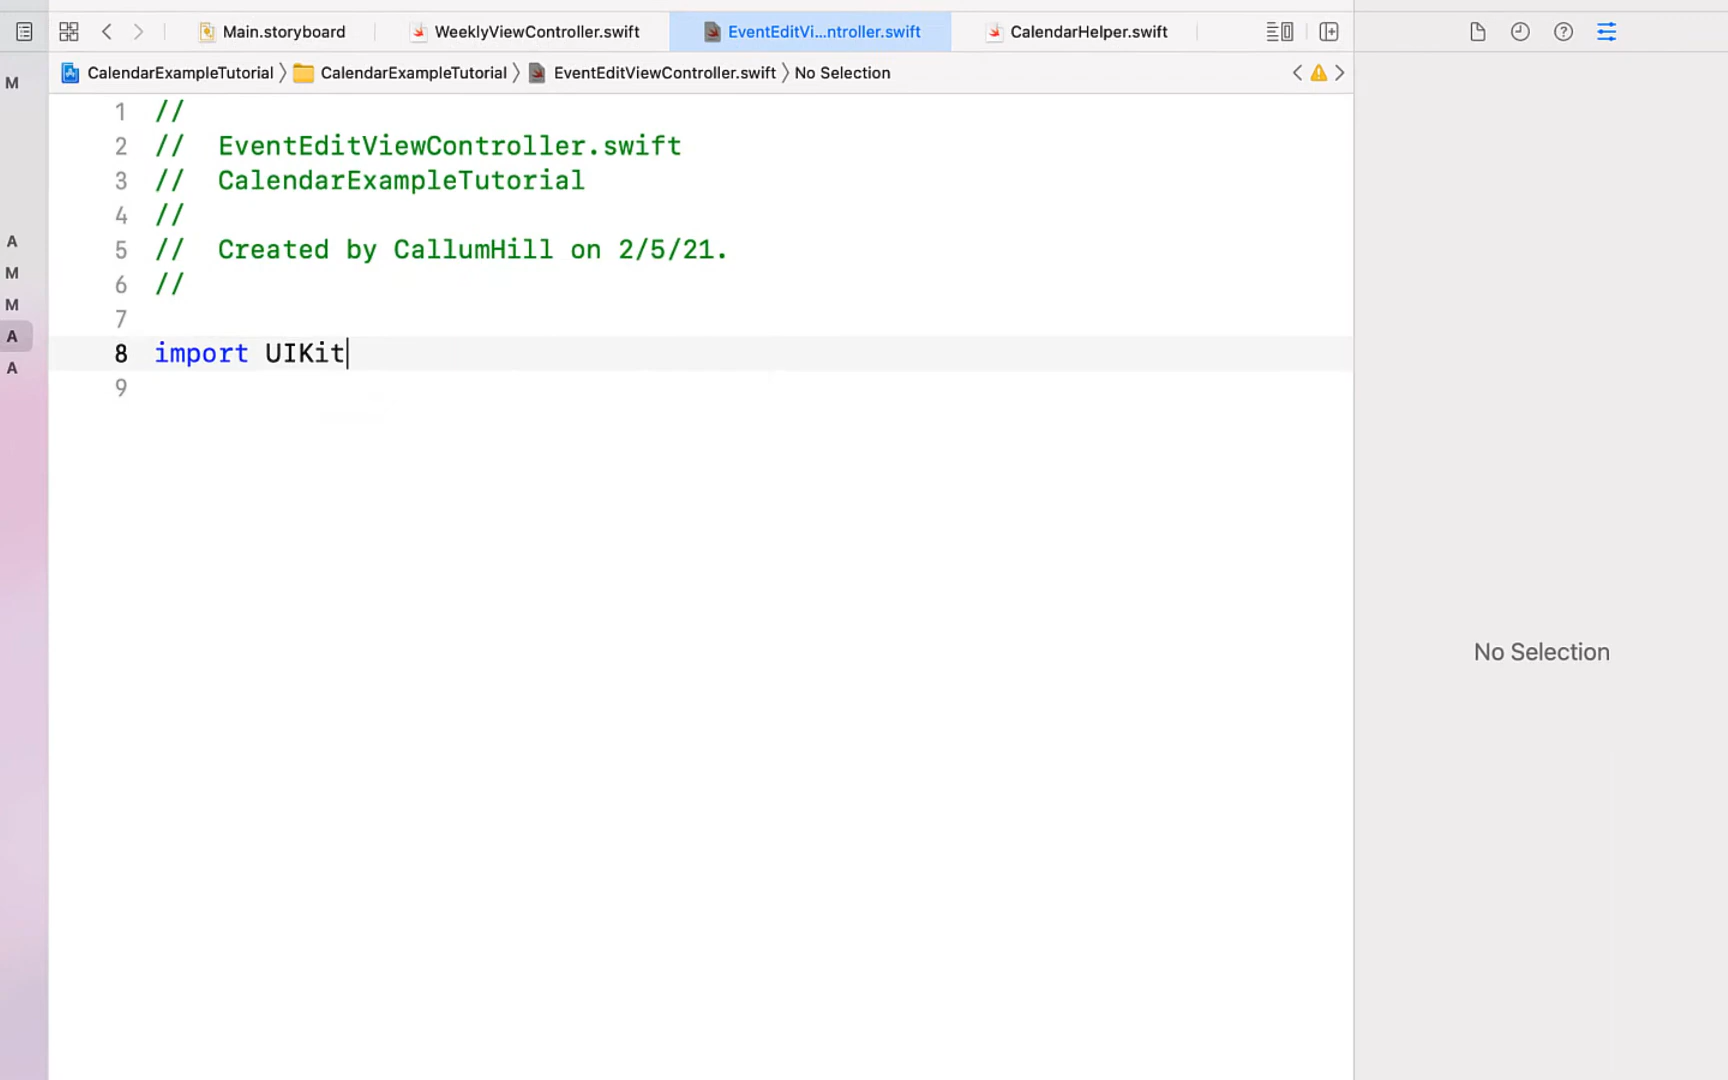 Main.storyboard
WeeklyViewController.swift
EventEditVi...ntroller.swift
CalendarHelper.swift
M
CalendarExampleTutorial
CalendarExampleTutorial
EventEditViewController.swift
No Selection
1 //
2 // EventEditViewController.swift
3 // CalendarExampleTutorial
4 //
5 // Created by CallumHill on 2/5/21.
6 //
7
8 import UIKit
9
A
M
M
A
A
No Selection